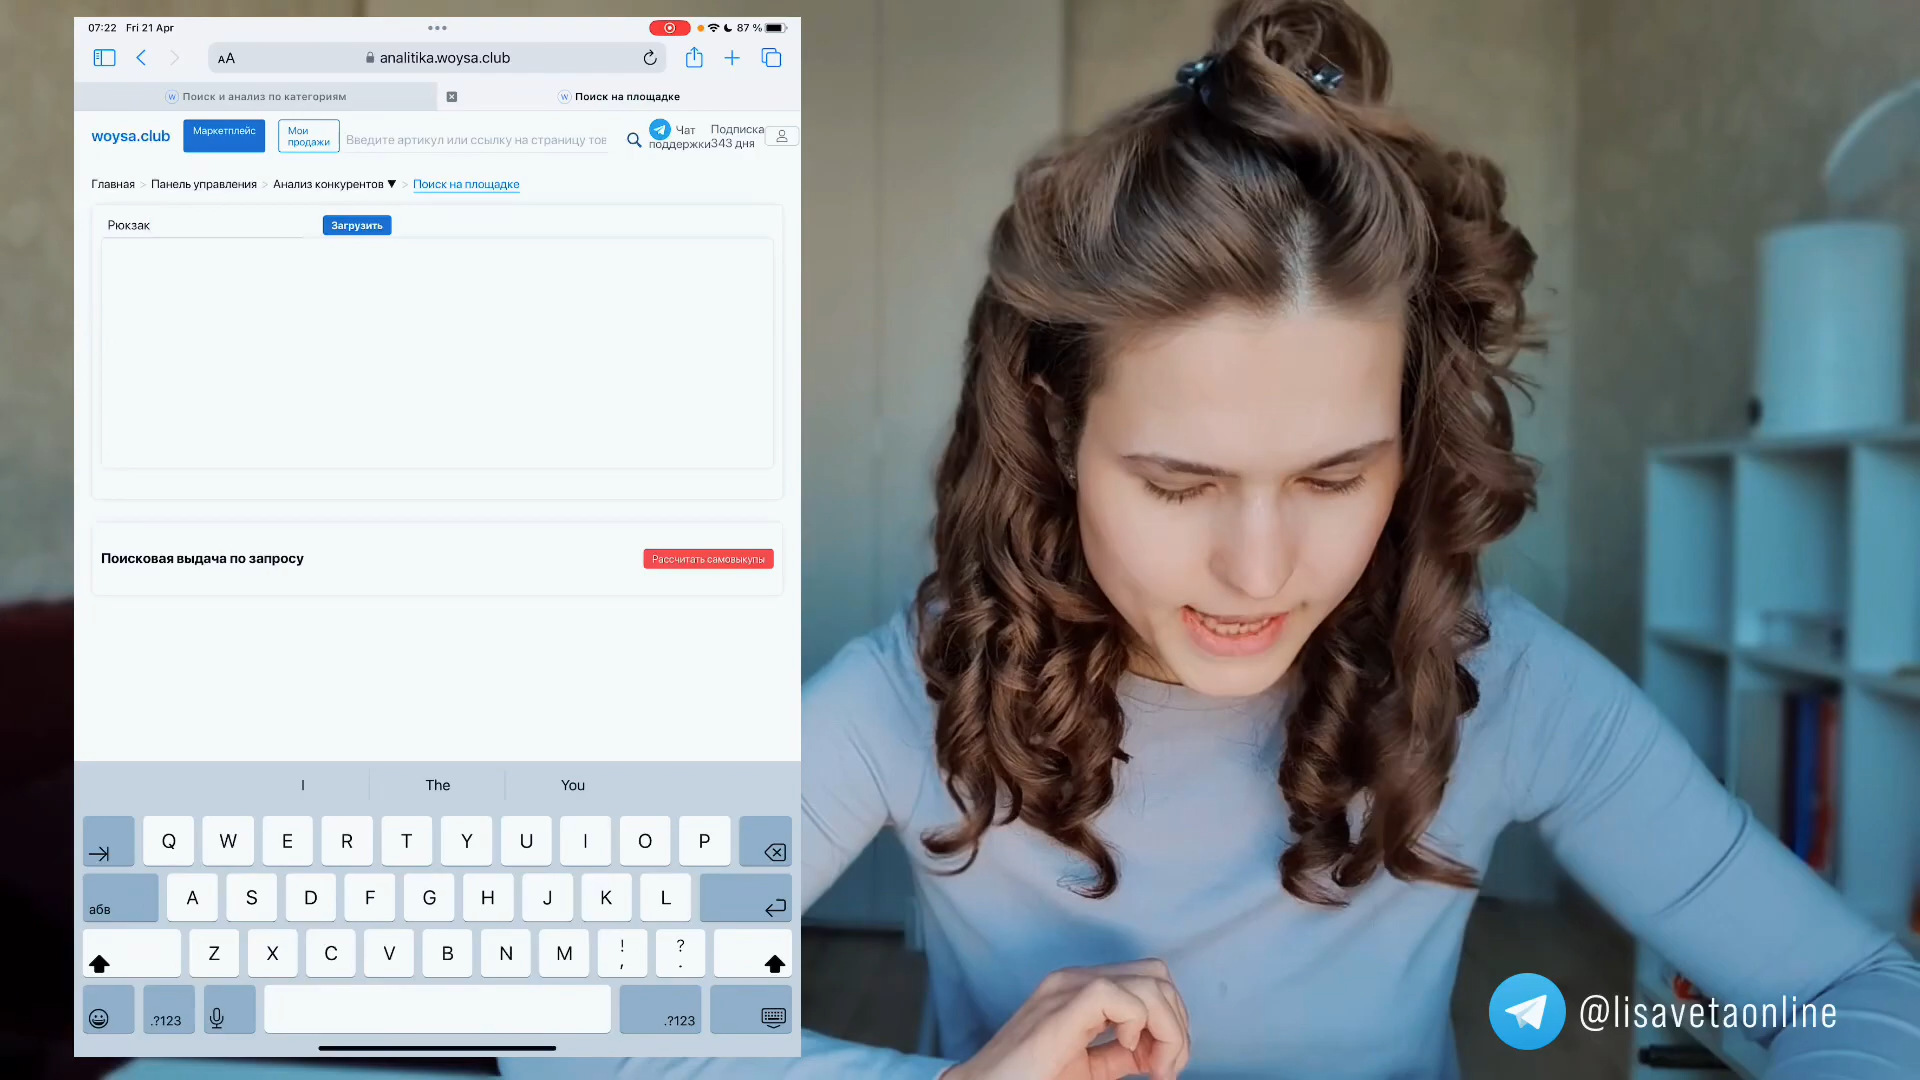 07:22 Fri 21 Apr
87 %
AA analitika.woysa.club
Поиск и анализ по категориям
Поиск на площадке
woysa.club
Маркетплейс
Мои
продажи
Введите артикул или ссылку на страницу тов
Чат
поддержки
Подписка
343 дня
Главная > Панель управления > Анализ конкурентов ▼ > Поиск на площадке
Рюкзак
Загрузить
Поисковая выдача по запросу
Рассчитать самовыкупы
I The You
Q W E R T Y U I O P
абв A S D F G H J K L
Z X C V B N M ! , ? .
.?123 .?123
@lisavetaonline